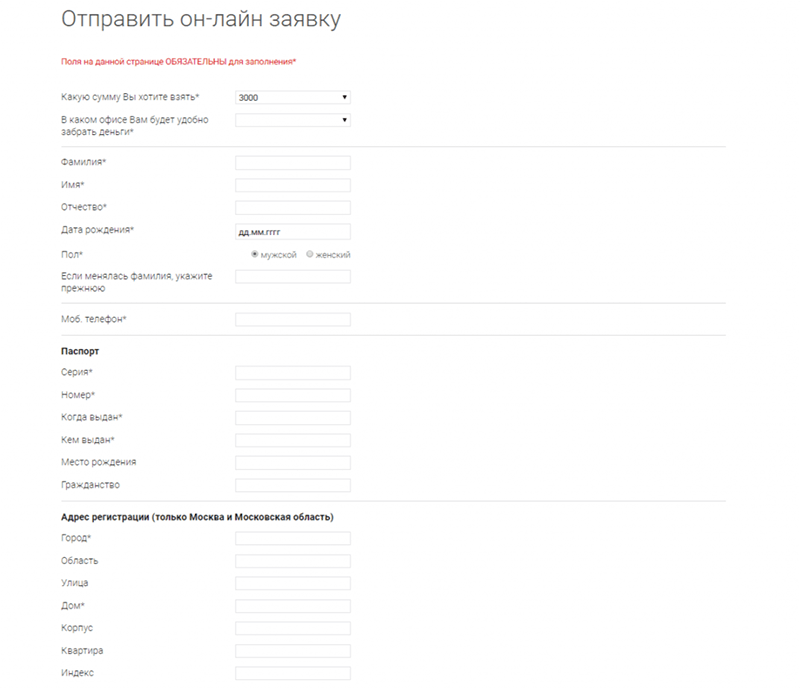 Отправить он-лайн заявку
Поля на данной странице ОБЯЗАТЕЛЬНЫ для заполнения*
Какую сумму Вы хотите взять* 3000
В каком офисе Вам будет удобно
забрать деньги*
Фамилия*
Имя*
Отчество*
Дата рождения* дд.мм.гггг
Пол* мужской женский
Если менялась фамилия, укажите
прежнюю
Моб. телефон*
Паспорт
Серия*
Номер*
Когда выдан*
Кем выдан*
Место рождения
Гражданство
Адрес регистрации (только Москва и Московская область)
Город*
Область
Улица
Дом*
Корпус
Квартира
Индекс